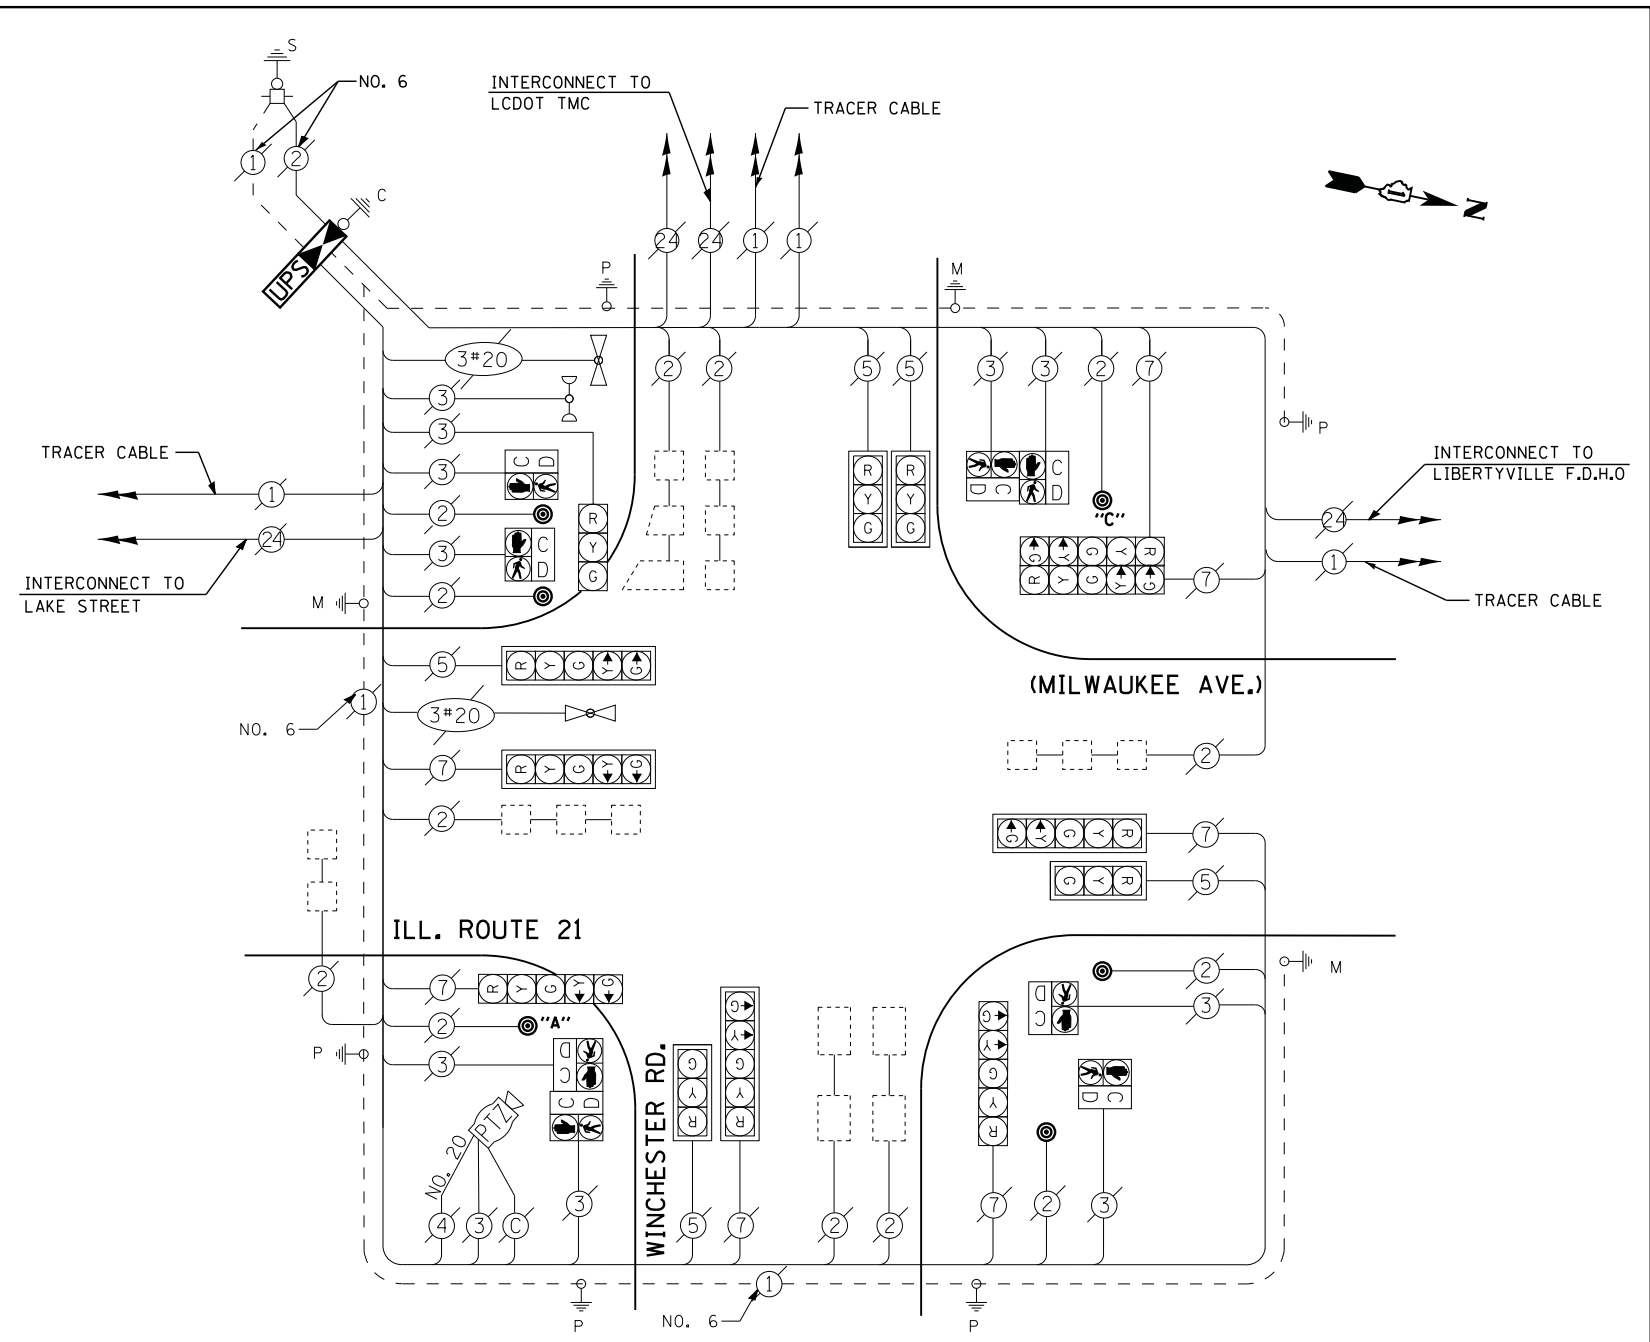 S
NO. 6
1
2
C
UPS
INTERCONNECT TO
LCDOT TMC
TRACER CABLE
24
24
1
1
P
M
N
3#20
3
3
2
2
5
5
3
3
2
7
P
TRACER CABLE
1
24
INTERCONNECT TO
LAKE STREET
M
3
C D
2
3
C
D
2
R
Y
G
R
Y
G
R
Y
G
C
D
C
D
"C"
G Y G Y R
R Y G Y G
7
INTERCONNECT TO
LIBERTYVILLE F.D.H.O
24
1
TRACER CABLE
5
R Y G Y G
(MILWAUKEE AVE.)
1
NO. 6
3#20
7
R Y G Y G
2
2
G Y G Y R
7
G Y R
5
ILL. ROUTE 21
2
7
R Y G Y G
2
"A"
P
3
D
C
C D
PTZ
NO. 20
4
3
C
3
WINCHESTER RD.
G
Y
R
5
G
Y
G
Y
R
7
2
2
G
Y
G
Y
R
7
2
3
D
C
2
3
D C
M
P
NO. 6
1
P